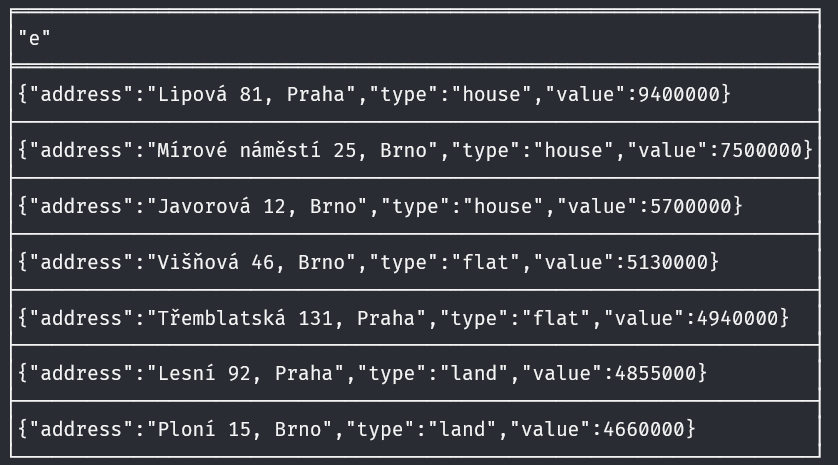 "e"
{"address":"Lipová 81, Praha","type":"house","value":9400000}
{"address":"Mírové náměstí 25, Brno","type":"house","value":7500000}
{"address":"Javorová 12, Brno","type":"house","value":5700000}
{"address":"Višňová 46, Brno","type":"flat","value":5130000}
{"address":"Třemblatská 131, Praha","type":"flat","value":4940000}
{"address":"Lesní 92, Praha","type":"land","value":4855000}
{"address":"Ploní 15, Brno","type":"land","value":4660000}